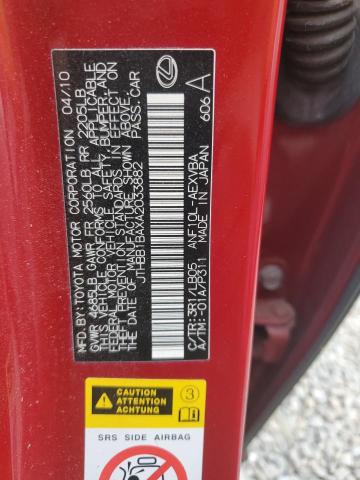 MFD. BY: TOYOTA MOTOR CORPORATION 04/10
GVWR 4685LB GAWR FR 2560LB RR 2205LB
THIS VEHICLE CONFORMS TO ALL APPLICABLE
FEDERAL MOTOR VEHICLE SAFETY, BUMPER, AND
THEFT PREVENTION STANDARDS IN EFFECT ON
THE DATE OF MANUFACTURE SHOWN ABOVE.
JTHBB1BAXA2033882 PASS. CAR
C/TR: 3R1/LB05 ANF10L-AEXVBA
A/TM: -01A/P311 MADE IN JAPAN 606
A
CAUTION
ATTENTION
ACHTUNG
3
SRS SIDE AIRBAG